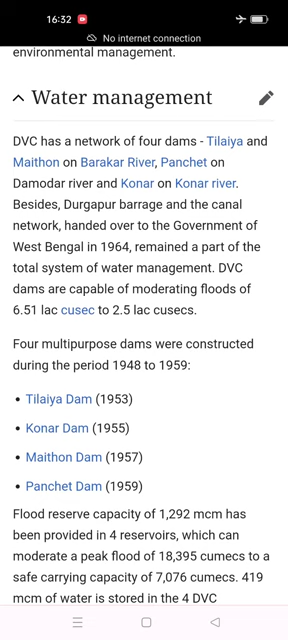 16:32
No internet connection
environmental management.
Water management
DVC has a network of four dams - Tilaiya and
Maithon on Barakar River, Panchet on
Damodar river and Konar on Konar river.
Besides, Durgapur barrage and the canal
network, handed over to the Government of
West Bengal in 1964, remained a part of the
total system of water management. DVC
dams are capable of moderating floods of
6.51 lac cusec to 2.5 lac cusecs.
Four multipurpose dams were constructed
during the period 1948 to 1959:
• Tilaiya Dam (1953)
• Konar Dam (1955)
• Maithon Dam (1957)
• Panchet Dam (1959)
Flood reserve capacity of 1,292 mcm has
been provided in 4 reservoirs, which can
moderate a peak flood of 18,395 cumecs to a
safe carrying capacity of 7,076 cumecs. 419
mcm of water is stored in the 4 DVC